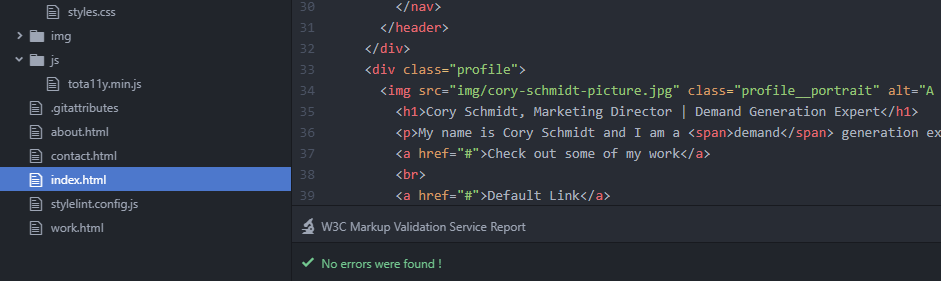 styles.css
img
js
tota11y.min.js
.gitattributes
about.html
contact.html
index.html
stylelint.config.js
work.html
30 </nav>
31 </header>
32 </div>
33 <div class="profile">
34 <img src="img/cory-schmidt-picture.jpg" class="profile__portrait" alt="A
35 <h1>Cory Schmidt, Marketing Director | Demand Generation Expert</h1>
36 <p>My name is Cory Schmidt and I am a <span>demand</span> generation ex
37 <a href="#">Check out some of my work</a>
38 <br>
39 <a href="#">Default Link</a>
W3C Markup Validation Service Report
No errors were found !